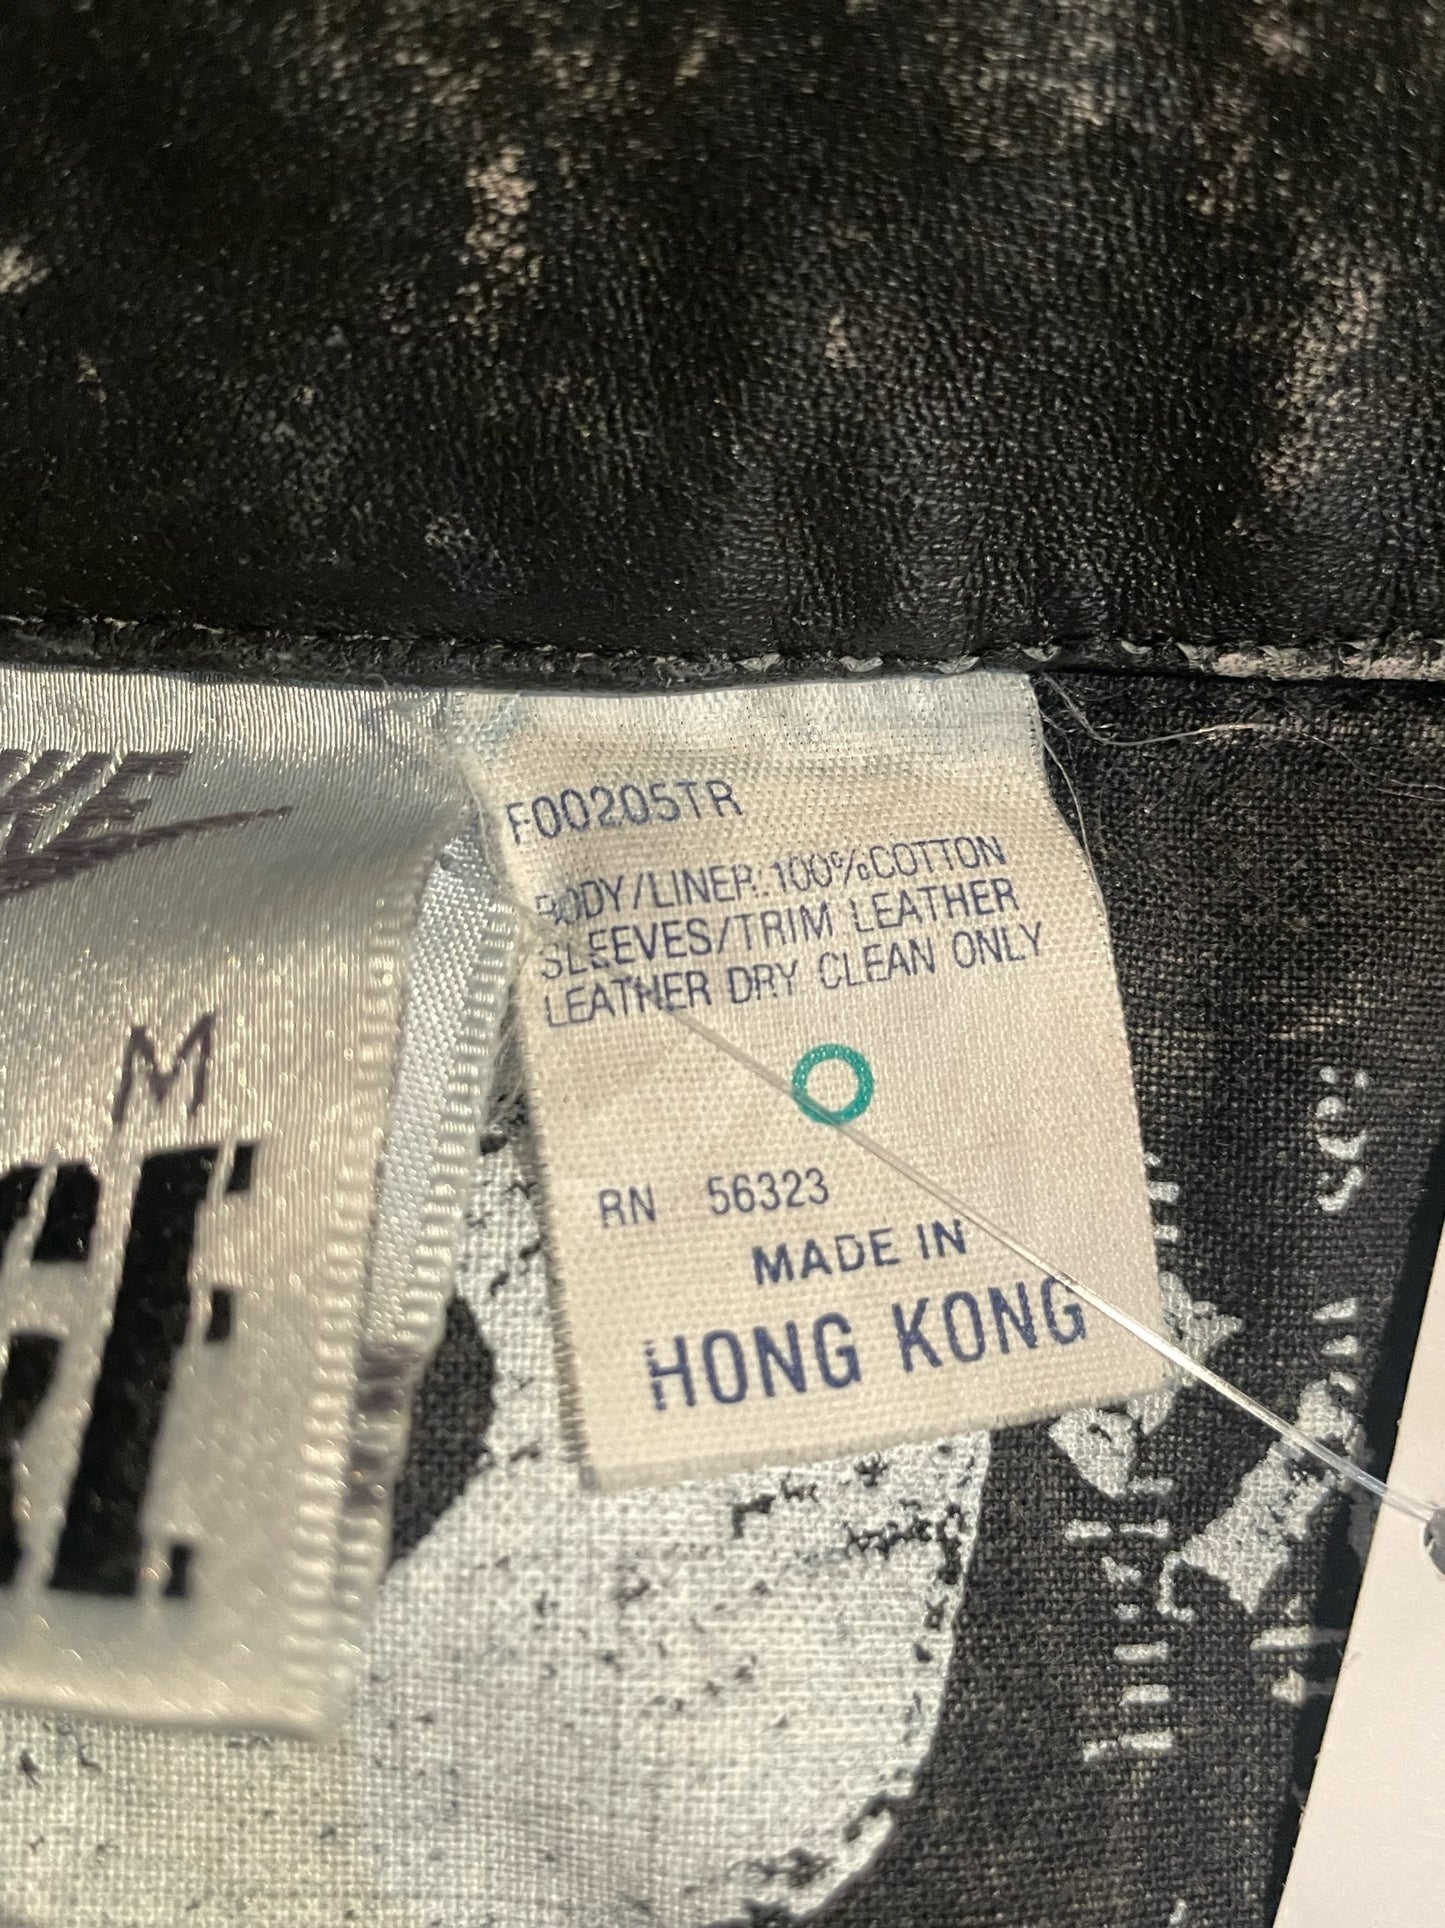 F00205TR
BODY/LINER:100%COTTON
SLEEVES/TRIM LEATHER
LEATHER DRY CLEAN ONLY
RN 56323
MADE IN
HONG KONG
M